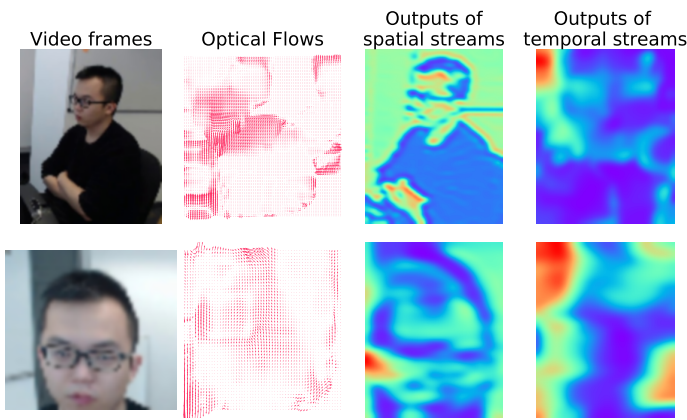 Video frames
Optical Flows
Outputs of
spatial streams
Outputs of
temporal streams